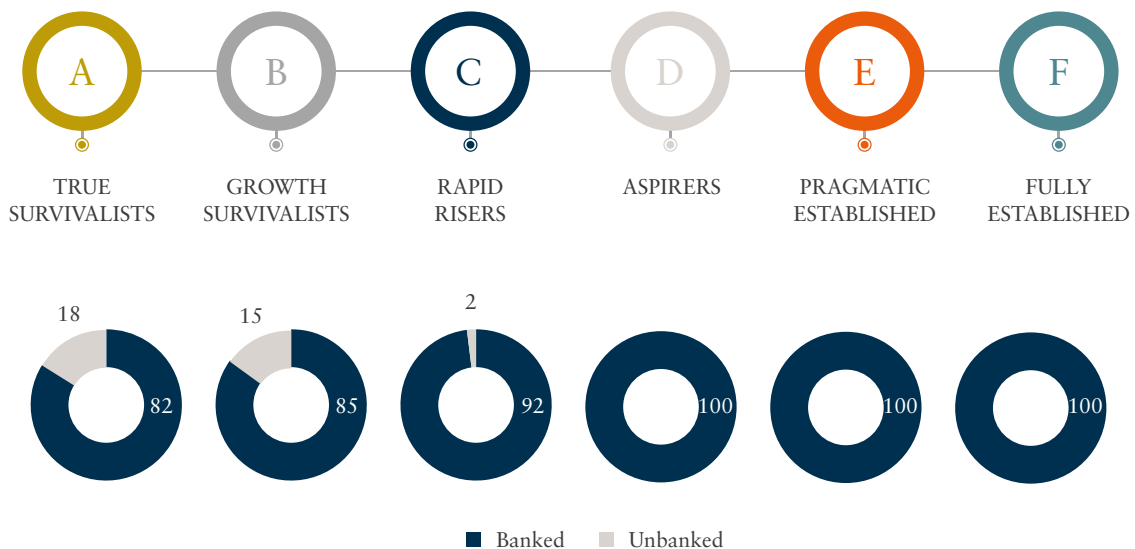 A B C D E F
TRUE
SURVIVALISTS
GROWTH
SURVIVALISTS
RAPID
RISERS
ASPIRERS
PRAGMATIC
ESTABLISHED
FULLY
ESTABLISHED
18
82
15
85
2
92
100
100
100
Banked
Unbanked